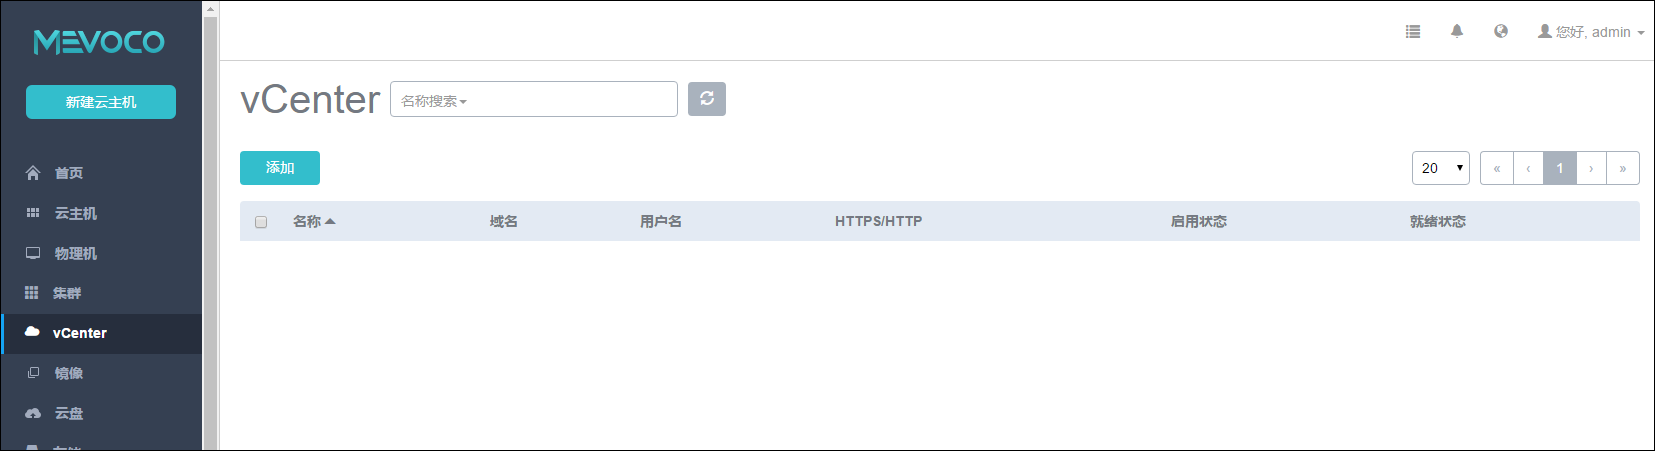 MEVOCO
新建云主机
首页
云主机
物理机
集群
vCenter
镜像
云盘
您好, admin
vCenter
名称搜索
添加
20
« ‹ 1 › »
名称 域名 用户名 HTTPS/HTTP 启用状态 就绪状态